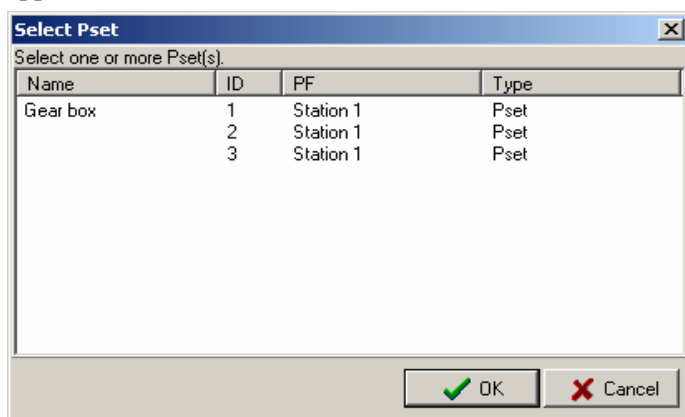 Select Pset
Select one or more Pset(s).
Name ID PF Type
Gear box 1 Station 1 Pset
2 Station 1 Pset
3 Station 1 Pset
OK Cancel